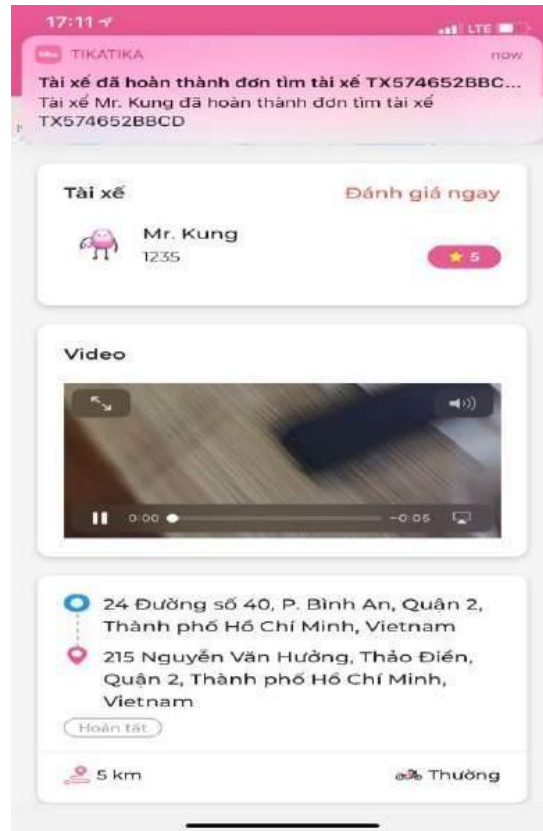 17:11
LTE
TIKATIKA
now
Tài xế đã hoàn thành đơn tìm tài xế TX574652BBC...
Tài xế Mr. Kung đã hoàn thành đơn tìm tài xế
TX574652BBCD
Tài xế
Đánh giá ngay
Mr. Kung
1235
5
Video
0:00
-0:05
24 Đường số 40, P. Bình An, Quận 2,
Thành phố Hồ Chí Minh, Vietnam
215 Nguyễn Văn Hưởng, Thảo Điền,
Quận 2, Thành phố Hồ Chí Minh,
Vietnam
Hoàn tất
5 km
Thường